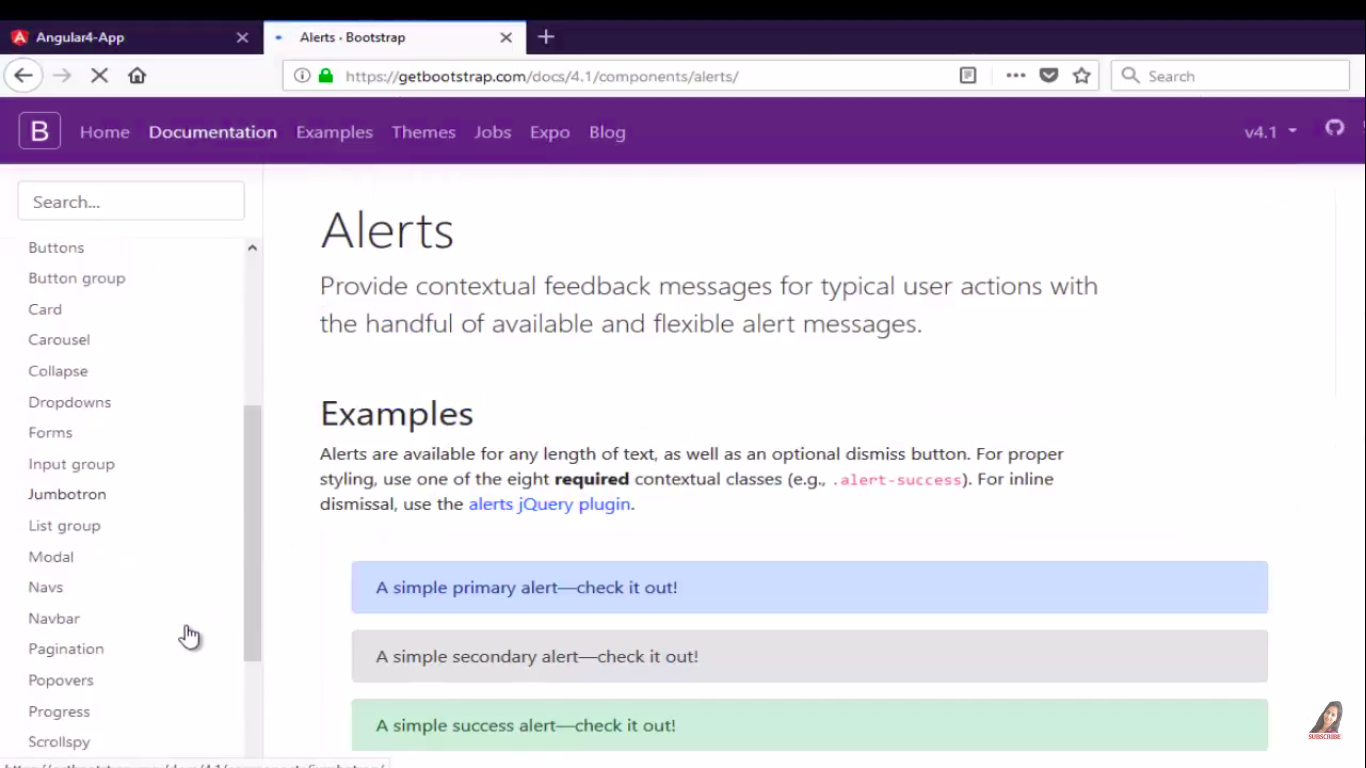 Angular4-App
Alerts · Bootstrap
https://getbootstrap.com/docs/4.1/components/alerts/
Search
B
Home
Documentation
Examples
Themes
Jobs
Expo
Blog
v4.1
Search...
Buttons
Button group
Card
Carousel
Collapse
Dropdowns
Forms
Input group
Jumbotron
List group
Modal
Navs
Navbar
Pagination
Popovers
Progress
Scrollspy
Alerts
Provide contextual feedback messages for typical user actions with
the handful of available and flexible alert messages.
Examples
Alerts are available for any length of text, as well as an optional dismiss button. For proper
styling, use one of the eight required contextual classes (e.g., .alert-success). For inline
dismissal, use the alerts jQuery plugin.
A simple primary alert—check it out!
A simple secondary alert—check it out!
A simple success alert—check it out!
SUBSCRIBE